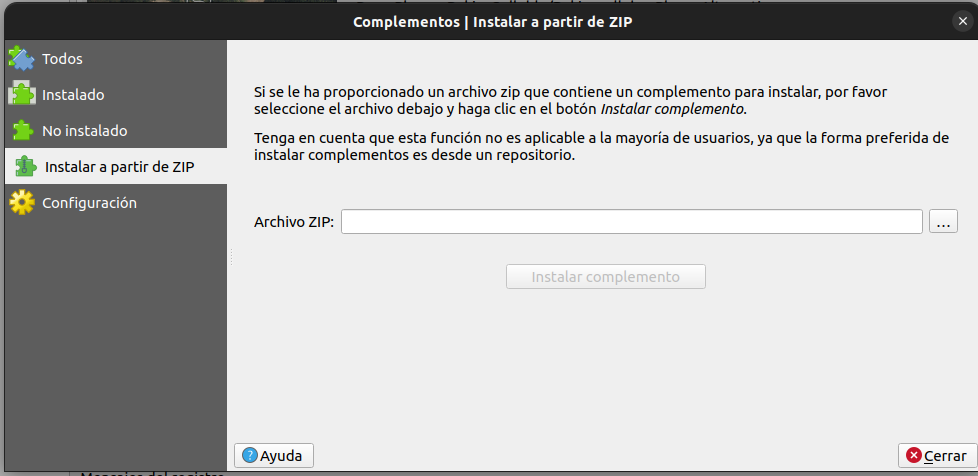 Complementos | Instalar a partir de ZIP
Todos
Instalado
No instalado
Instalar a partir de ZIP
Configuración
Si se le ha proporcionado un archivo zip que contiene un complemento para instalar, por favor
seleccione el archivo debajo y haga clic en el botón Instalar complemento.
Tenga en cuenta que esta función no es aplicable a la mayoría de usuarios, ya que la forma preferida de
instalar complementos es desde un repositorio.
Archivo ZIP:
...
Instalar complemento
Ayuda
Cerrar
Mensajes del registro